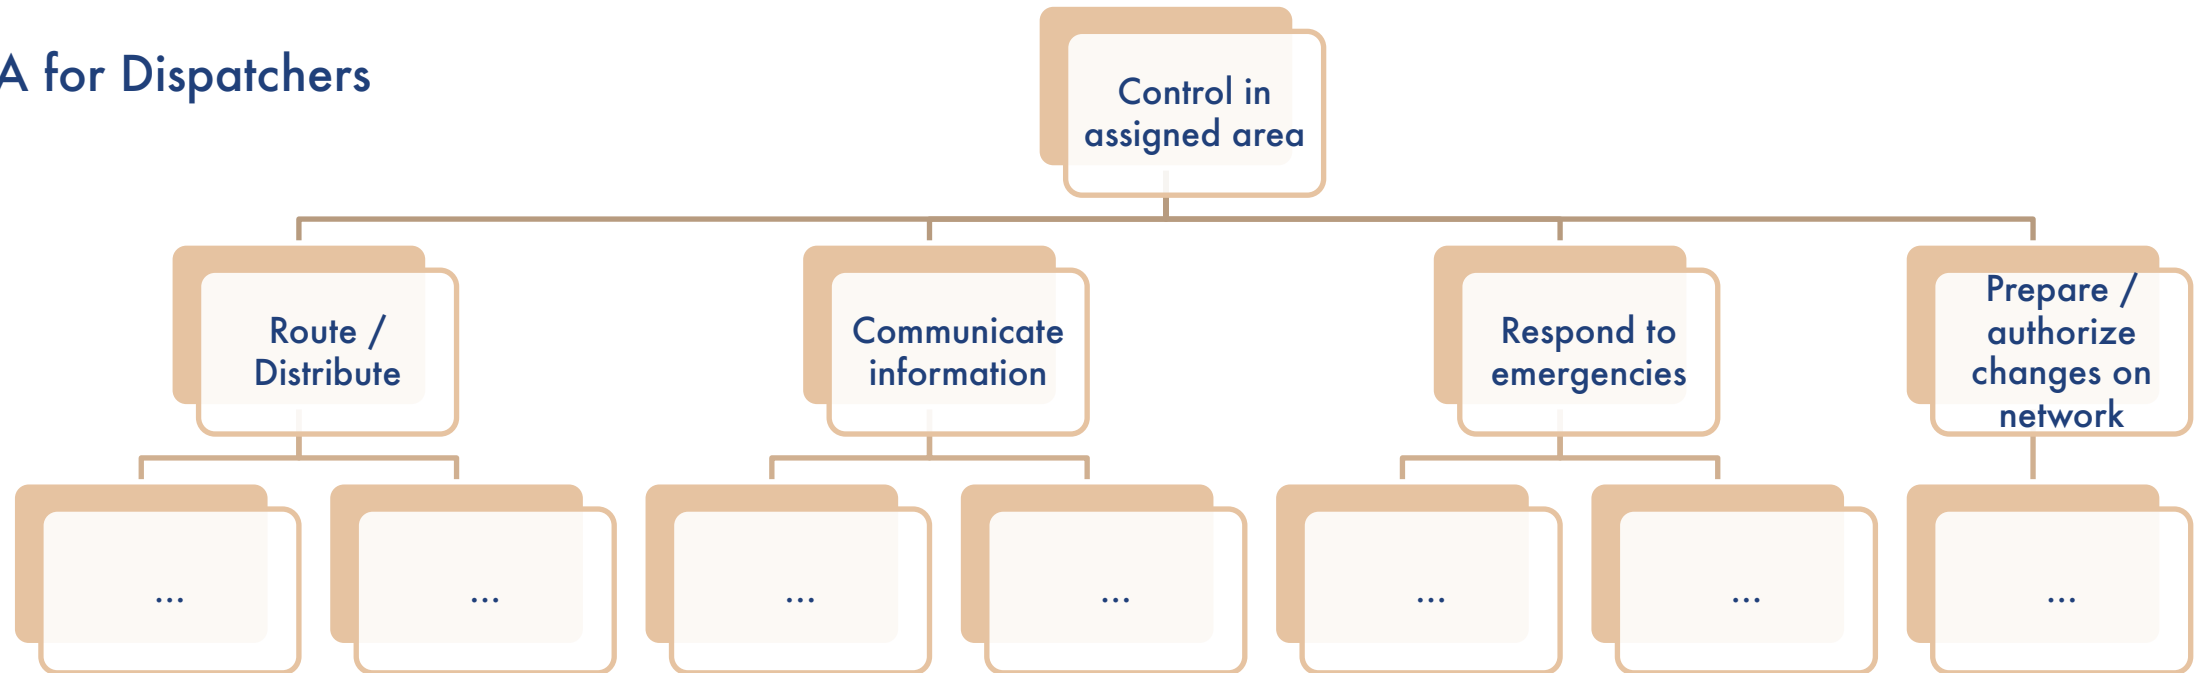 A for Dispatchers
Control in
assigned area
Route /
Distribute
Communicate
information
Respond to
emergencies
Prepare /
authorize
changes on
network
...
...
...
...
...
...
...